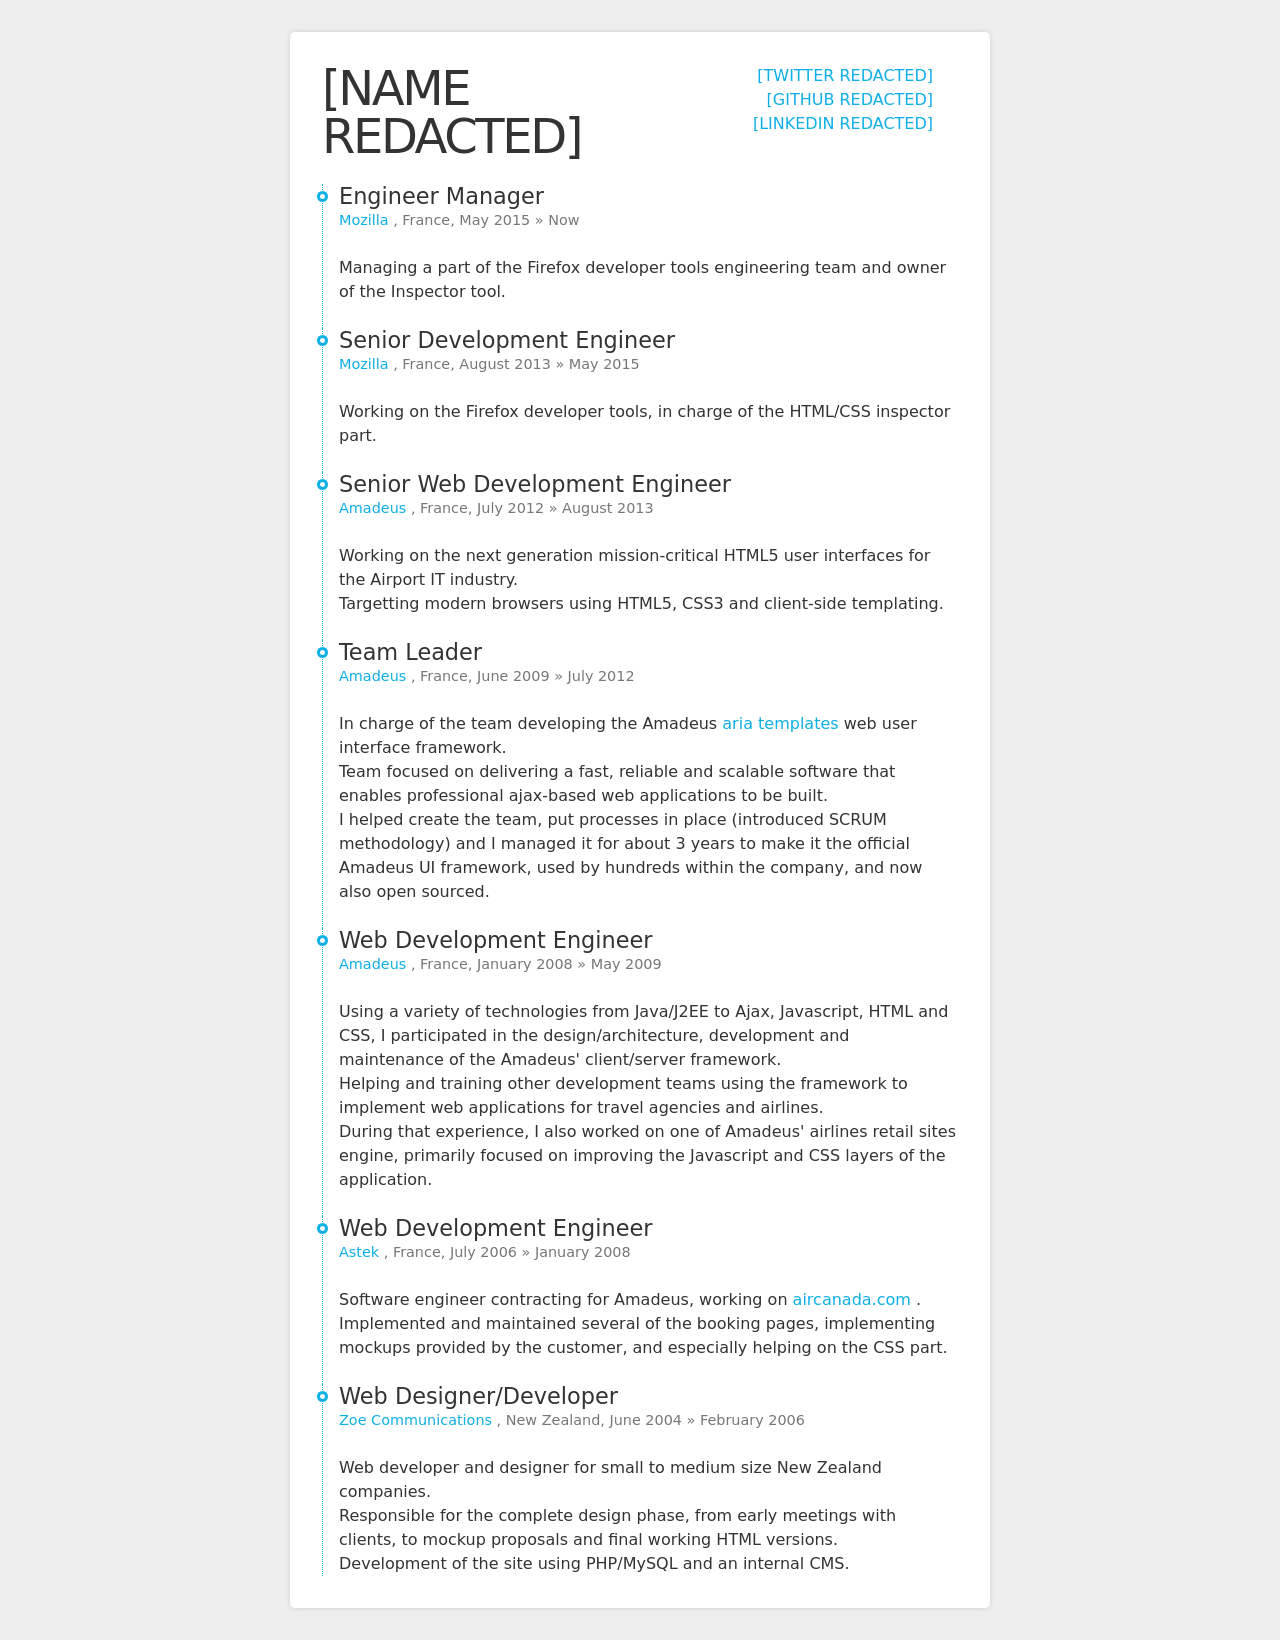 [NAME
REDACTED]
[TWITTER REDACTED]
[GITHUB REDACTED]
[LINKEDIN REDACTED]
Engineer Manager
Mozilla , France, May 2015 » Now
Managing a part of the Firefox developer tools engineering team and owner
of the Inspector tool.
Senior Development Engineer
Mozilla , France, August 2013 » May 2015
Working on the Firefox developer tools, in charge of the HTML/CSS inspector
part.
Senior Web Development Engineer
Amadeus , France, July 2012 » August 2013
Working on the next generation mission-critical HTML5 user interfaces for
the Airport IT industry.
Targetting modern browsers using HTML5, CSS3 and client-side templating.
Team Leader
Amadeus , France, June 2009 » July 2012
In charge of the team developing the Amadeus aria templates web user
interface framework.
Team focused on delivering a fast, reliable and scalable software that
enables professional ajax-based web applications to be built.
I helped create the team, put processes in place (introduced SCRUM
methodology) and I managed it for about 3 years to make it the official
Amadeus UI framework, used by hundreds within the company, and now
also open sourced.
Web Development Engineer
Amadeus , France, January 2008 » May 2009
Using a variety of technologies from Java/J2EE to Ajax, Javascript, HTML and
CSS, I participated in the design/architecture, development and
maintenance of the Amadeus' client/server framework.
Helping and training other development teams using the framework to
implement web applications for travel agencies and airlines.
During that experience, I also worked on one of Amadeus' airlines retail sites
engine, primarily focused on improving the Javascript and CSS layers of the
application.
Web Development Engineer
Astek , France, July 2006 » January 2008
Software engineer contracting for Amadeus, working on aircanada.com .
Implemented and maintained several of the booking pages, implementing
mockups provided by the customer, and especially helping on the CSS part.
Web Designer/Developer
Zoe Communications , New Zealand, June 2004 » February 2006
Web developer and designer for small to medium size New Zealand
companies.
Responsible for the complete design phase, from early meetings with
clients, to mockup proposals and final working HTML versions.
Development of the site using PHP/MySQL and an internal CMS.